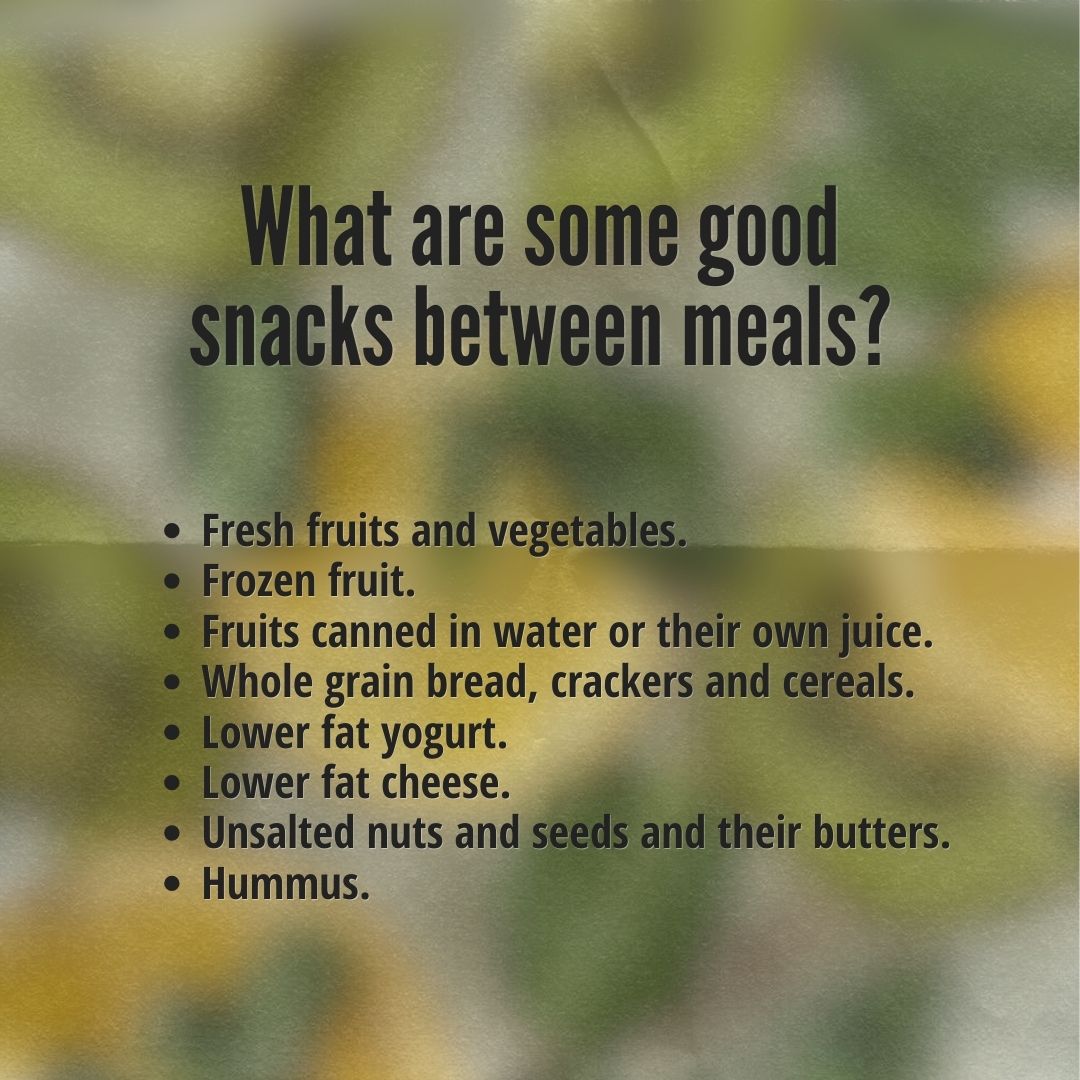 What are some good
snacks between meals?
• Fresh fruits and vegetables.
• Frozen fruit.
• Fruits canned in water or their own juice.
• Whole grain bread, crackers and cereals.
• Lower fat yogurt.
• Lower fat cheese.
• Unsalted nuts and seeds and their butters.
• Hummus.